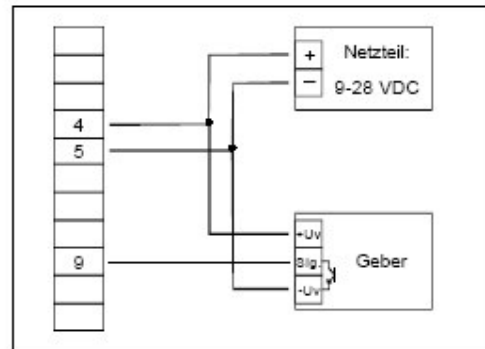 + Netzteil:
− 9-28 VDC
4
5
+Uv
9
Sig. Geber
-Uv